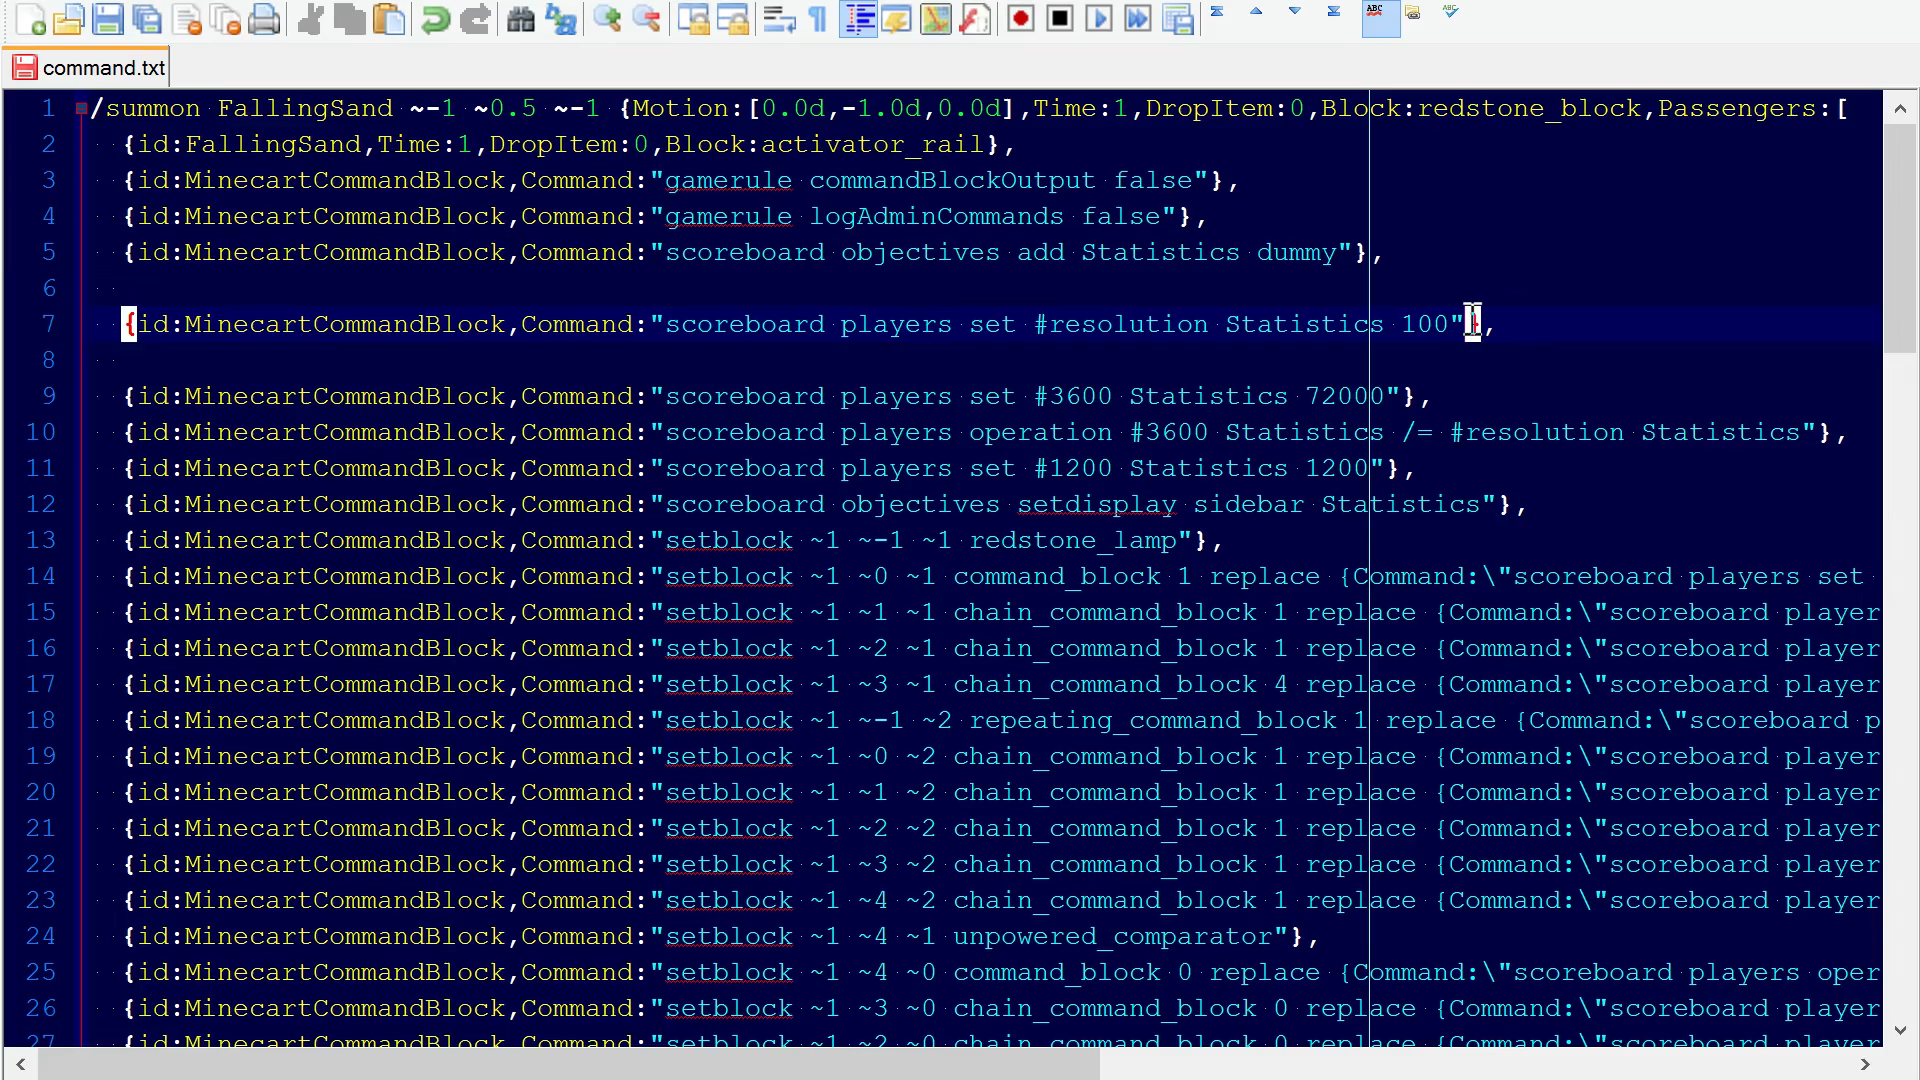 command.txt
1 /summon FallingSand ~-1 ~0.5 ~-1 {Motion:[0.0d,-1.0d,0.0d],Time:1,DropItem:0,Block:redstone_block,Passengers:[
2 {id:FallingSand,Time:1,DropItem:0,Block:activator_rail},
3 {id:MinecartCommandBlock,Command:"gamerule commandBlockOutput false"},
4 {id:MinecartCommandBlock,Command:"gamerule logAdminCommands false"},
5 {id:MinecartCommandBlock,Command:"scoreboard objectives add Statistics dummy"},
6
7 {id:MinecartCommandBlock,Command:"scoreboard players set #resolution Statistics 100"},
8
9 {id:MinecartCommandBlock,Command:"scoreboard players set #3600 Statistics 72000"},
10 {id:MinecartCommandBlock,Command:"scoreboard players operation #3600 Statistics /= #resolution Statistics"},
11 {id:MinecartCommandBlock,Command:"scoreboard players set #1200 Statistics 1200"},
12 {id:MinecartCommandBlock,Command:"scoreboard objectives setdisplay sidebar Statistics"},
13 {id:MinecartCommandBlock,Command:"setblock ~1 ~-1 ~1 redstone_lamp"},
14 {id:MinecartCommandBlock,Command:"setblock ~1 ~0 ~1 command_block 1 replace {Command:\"scoreboard players set
15 {id:MinecartCommandBlock,Command:"setblock ~1 ~1 ~1 chain_command_block 1 replace {Command:\"scoreboard player
16 {id:MinecartCommandBlock,Command:"setblock ~1 ~2 ~1 chain_command_block 1 replace {Command:\"scoreboard player
17 {id:MinecartCommandBlock,Command:"setblock ~1 ~3 ~1 chain_command_block 4 replace {Command:\"scoreboard player
18 {id:MinecartCommandBlock,Command:"setblock ~1 ~-1 ~2 repeating_command_block 1 replace {Command:\"scoreboard p
19 {id:MinecartCommandBlock,Command:"setblock ~1 ~0 ~2 chain_command_block 1 replace {Command:\"scoreboard player
20 {id:MinecartCommandBlock,Command:"setblock ~1 ~1 ~2 chain_command_block 1 replace {Command:\"scoreboard player
21 {id:MinecartCommandBlock,Command:"setblock ~1 ~2 ~2 chain_command_block 1 replace {Command:\"scoreboard player
22 {id:MinecartCommandBlock,Command:"setblock ~1 ~3 ~2 chain_command_block 1 replace {Command:\"scoreboard player
23 {id:MinecartCommandBlock,Command:"setblock ~1 ~4 ~2 chain_command_block 1 replace {Command:\"scoreboard player
24 {id:MinecartCommandBlock,Command:"setblock ~1 ~4 ~1 unpowered_comparator"},
25 {id:MinecartCommandBlock,Command:"setblock ~1 ~4 ~0 command_block 0 replace {Command:\"scoreboard players oper
26 {id:MinecartCommandBlock,Command:"setblock ~1 ~3 ~0 chain_command_block 0 replace {Command:\"scoreboard player
27 {id:MinecartCommandBlock,Command:"setblock ~1 ~2 ~0 chain_command_block 0 replace {Command:\"scoreboard player